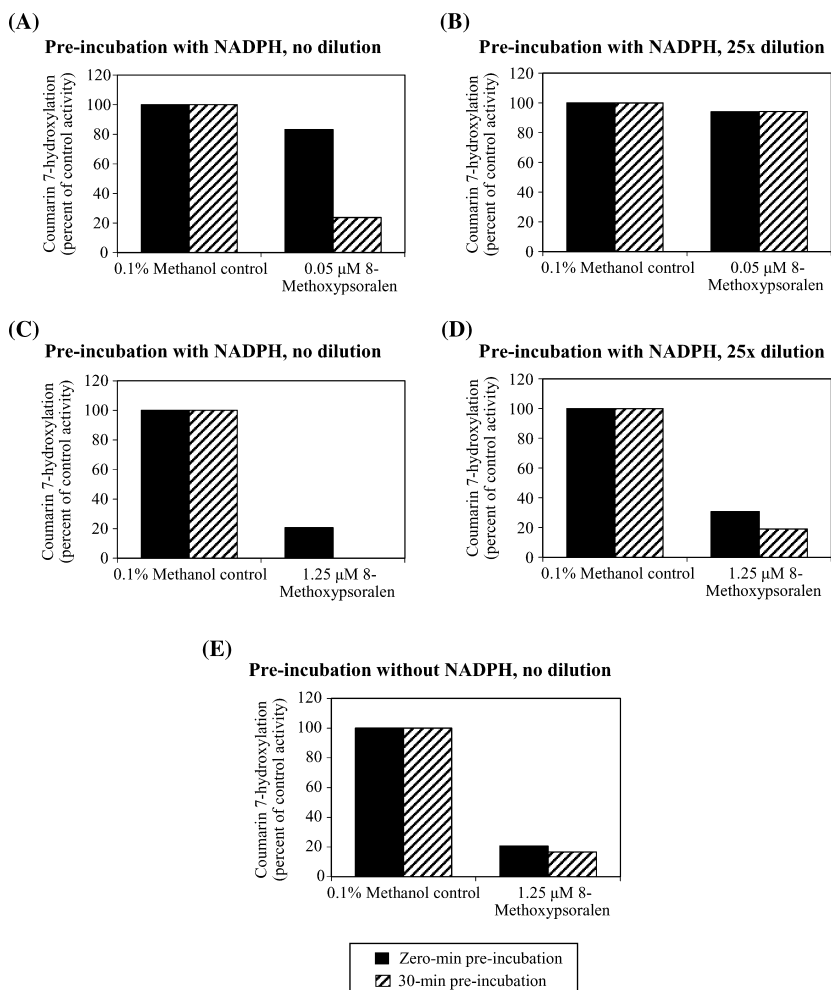 (A)
Pre-incubation with NADPH, no dilution
Coumarin 7-hydroxylation
(percent of control activity)
120
100
80
60
40
20
0
0.1% Methanol control
0.05 µM 8-
Methoxypsoralen
(B)
Pre-incubation with NADPH, 25x dilution
Coumarin 7-hydroxylation
(percent of control activity)
120
100
80
60
40
20
0
0.1% Methanol control
0.05 µM 8-
Methoxypsoralen
(C)
Pre-incubation with NADPH, no dilution
Coumarin 7-hydroxylation
(percent of control activity)
120
100
80
60
40
20
0
0.1% Methanol control
1.25 µM 8-
Methoxypsoralen
(D)
Pre-incubation with NADPH, 25x dilution
Coumarin 7-hydroxylation
(percent of control activity)
120
100
80
60
40
20
0
0.1% Methanol control
1.25 µM 8-
Methoxypsoralen
(E)
Pre-incubation without NADPH, no dilution
Coumarin 7-hydroxylation
(percent of control activity)
120
100
80
60
40
20
0
0.1% Methanol control
1.25 µM 8-
Methoxypsoralen
Zero-min pre-incubation
30-min pre-incubation